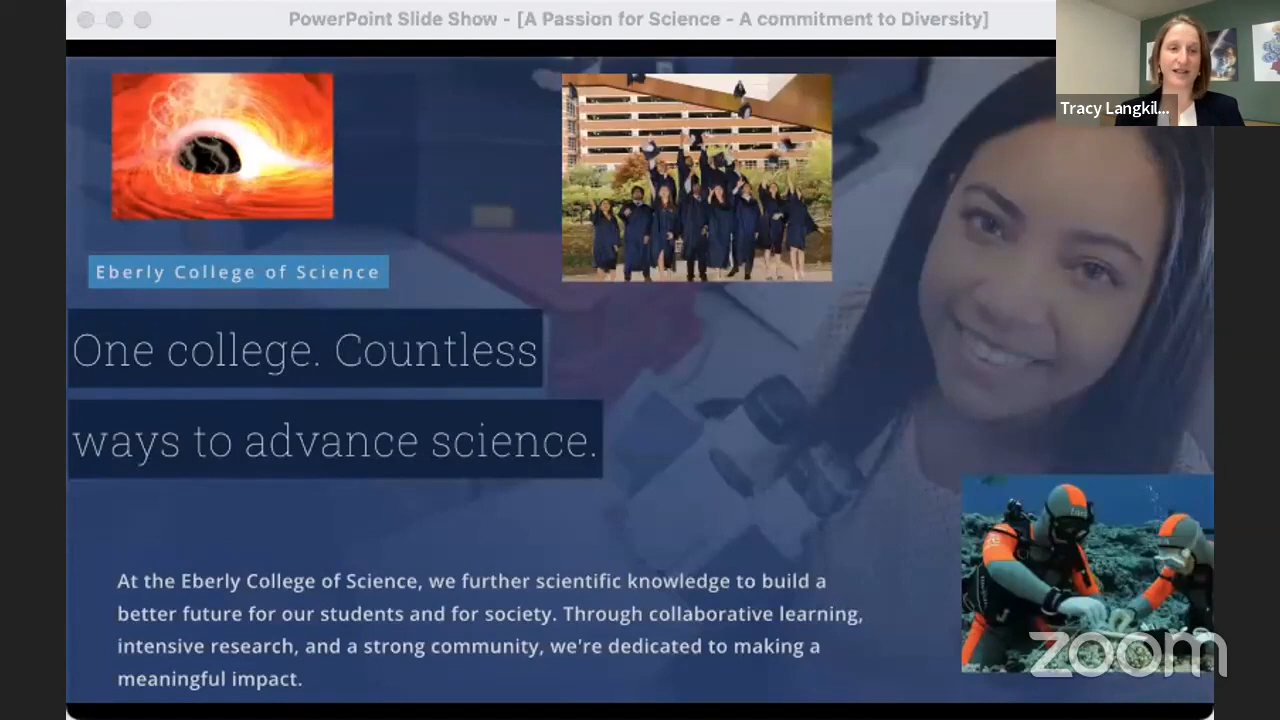 PowerPoint Slide Show - [A Passion for Science - A commitment to Diversity]
Tracy Langkil...
Eberly College of Science
One college. Countless
ways to advance science.
At the Eberly College of Science, we further scientific knowledge to build a
better future for our students and for society. Through collaborative learning,
intensive research, and a strong community, we're dedicated to making a
meaningful impact.
zoom